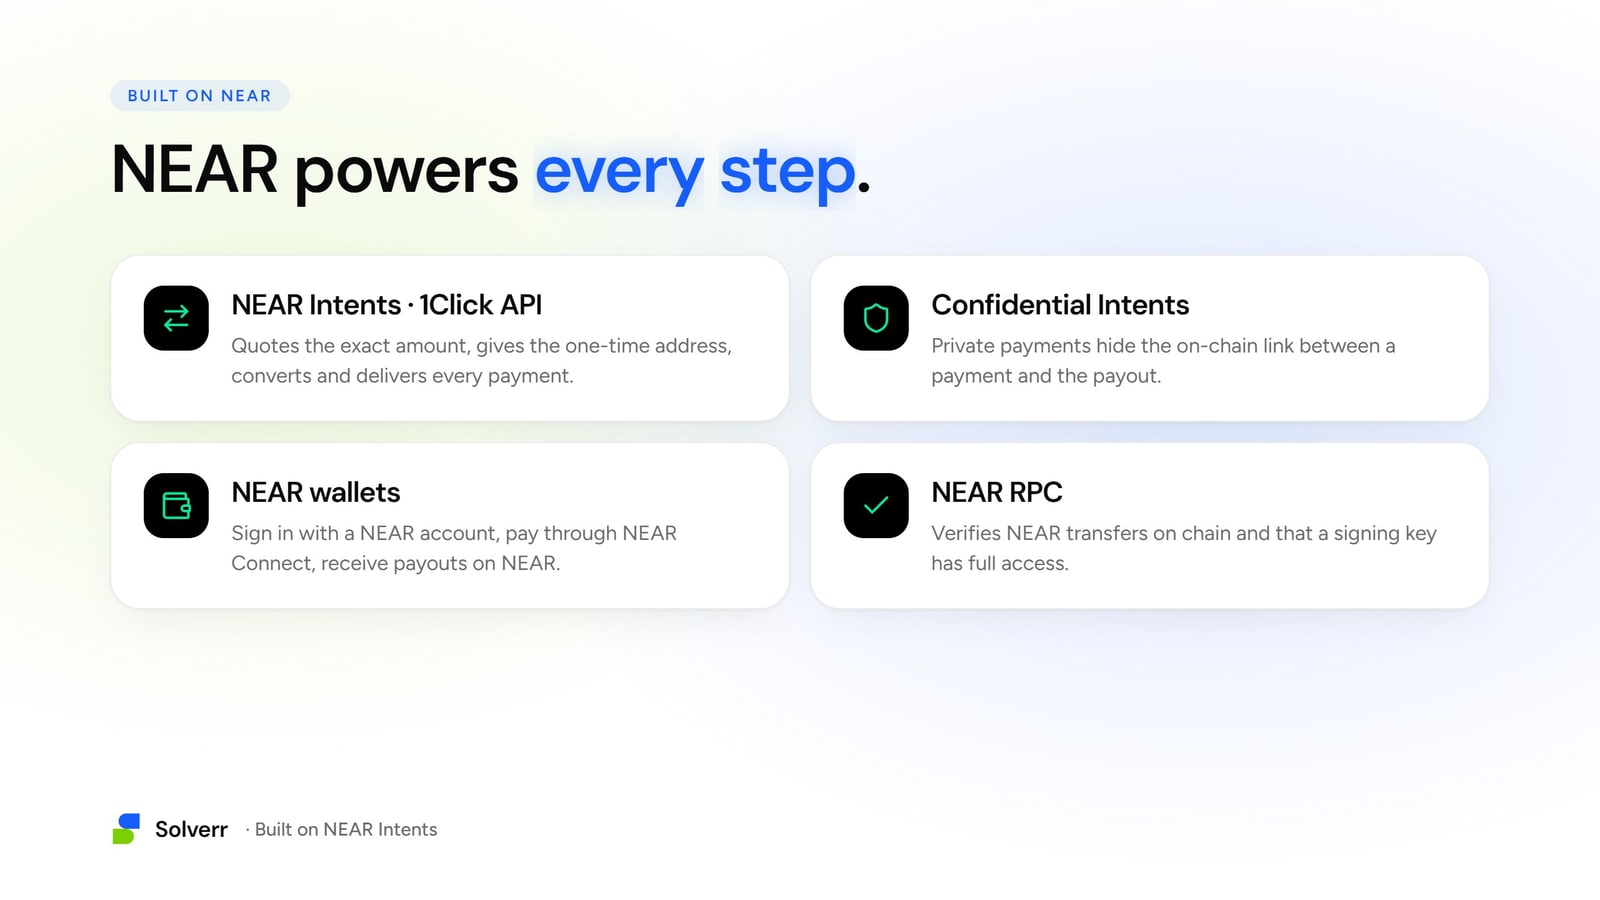 BUILT ON NEAR
NEAR powers every step.
NEAR Intents · 1Click API
Quotes the exact amount, gives the one-time address,
converts and delivers every payment.
Confidential Intents
Private payments hide the on-chain link between a
payment and the payout.
NEAR wallets
Sign in with a NEAR account, pay through NEAR
Connect, receive payouts on NEAR.
NEAR RPC
Verifies NEAR transfers on chain and that a signing key
has full access.
Solverr · Built on NEAR Intents